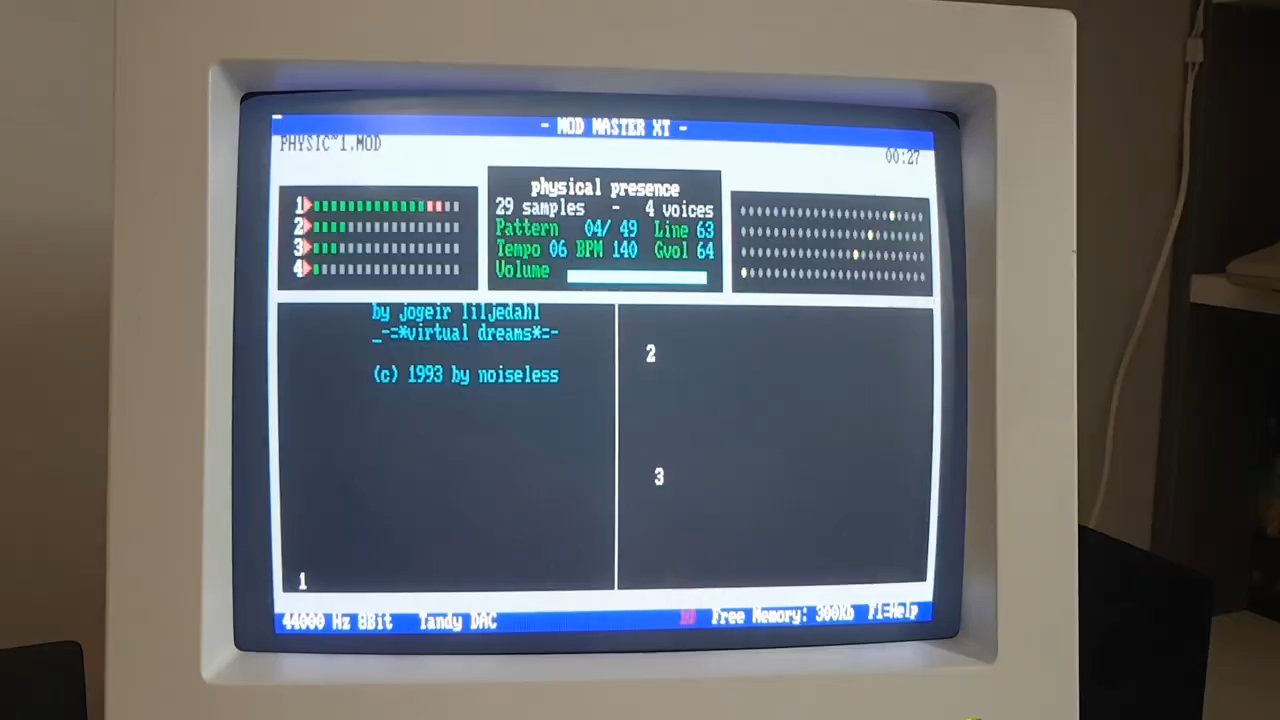 - MOD MASTER XT -
PHYSIC~1.MOD
00:27
physical presence
29 samples - 4 voices
Pattern 04/ 49 Line 63
Tempo 06 BPM 140 Gvol 64
Volume
1
2
3
4
by jogeir liljedahl
_-=*virtual dreams*=-
(c) 1993 by noiseless
2
3
1
44000 Hz 8Bit Tandy DAC
Free Memory: 300Kb F1=Help